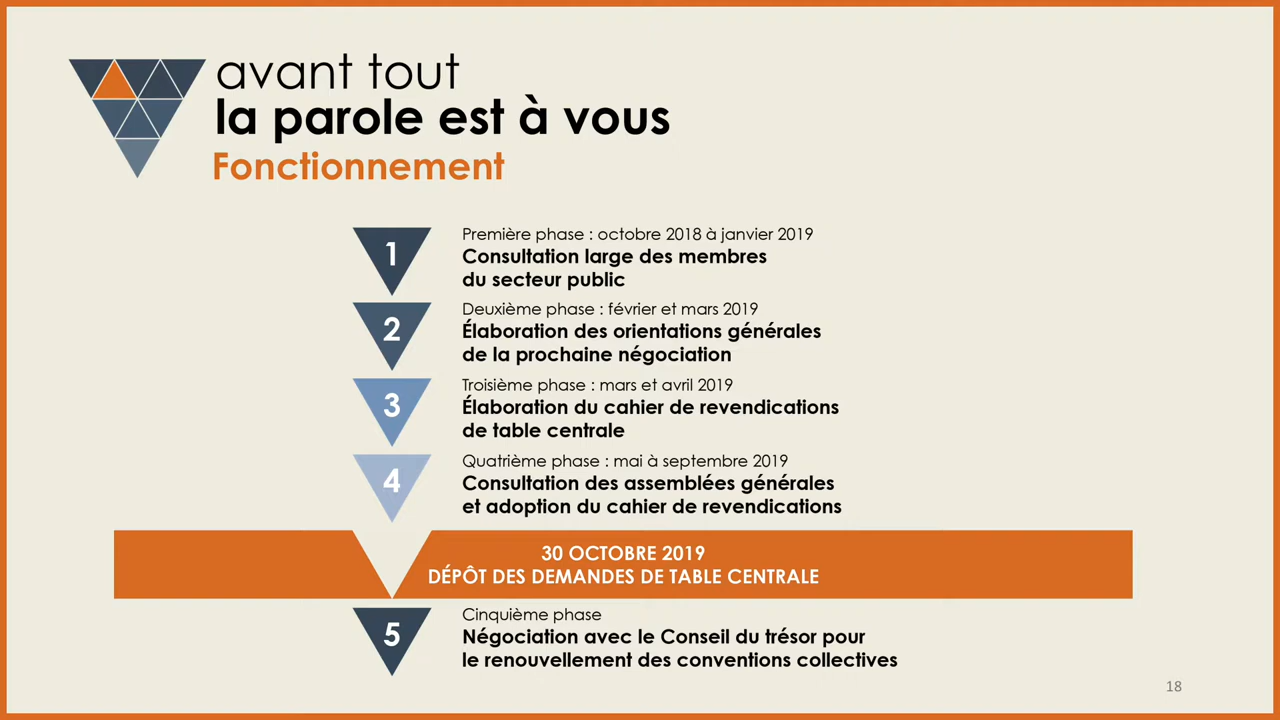 avant tout
la parole est à vous
Fonctionnement
1
Première phase : octobre 2018 à janvier 2019
Consultation large des membres
du secteur public
2
Deuxième phase : février et mars 2019
Élaboration des orientations générales
de la prochaine négociation
3
Troisième phase : mars et avril 2019
Élaboration du cahier de revendications
de table centrale
4
Quatrième phase : mai à septembre 2019
Consultation des assemblées générales
et adoption du cahier de revendications
30 OCTOBRE 2019
DÉPÔT DES DEMANDES DE TABLE CENTRALE
5
Cinquième phase
Négociation avec le Conseil du trésor pour
le renouvellement des conventions collectives
18